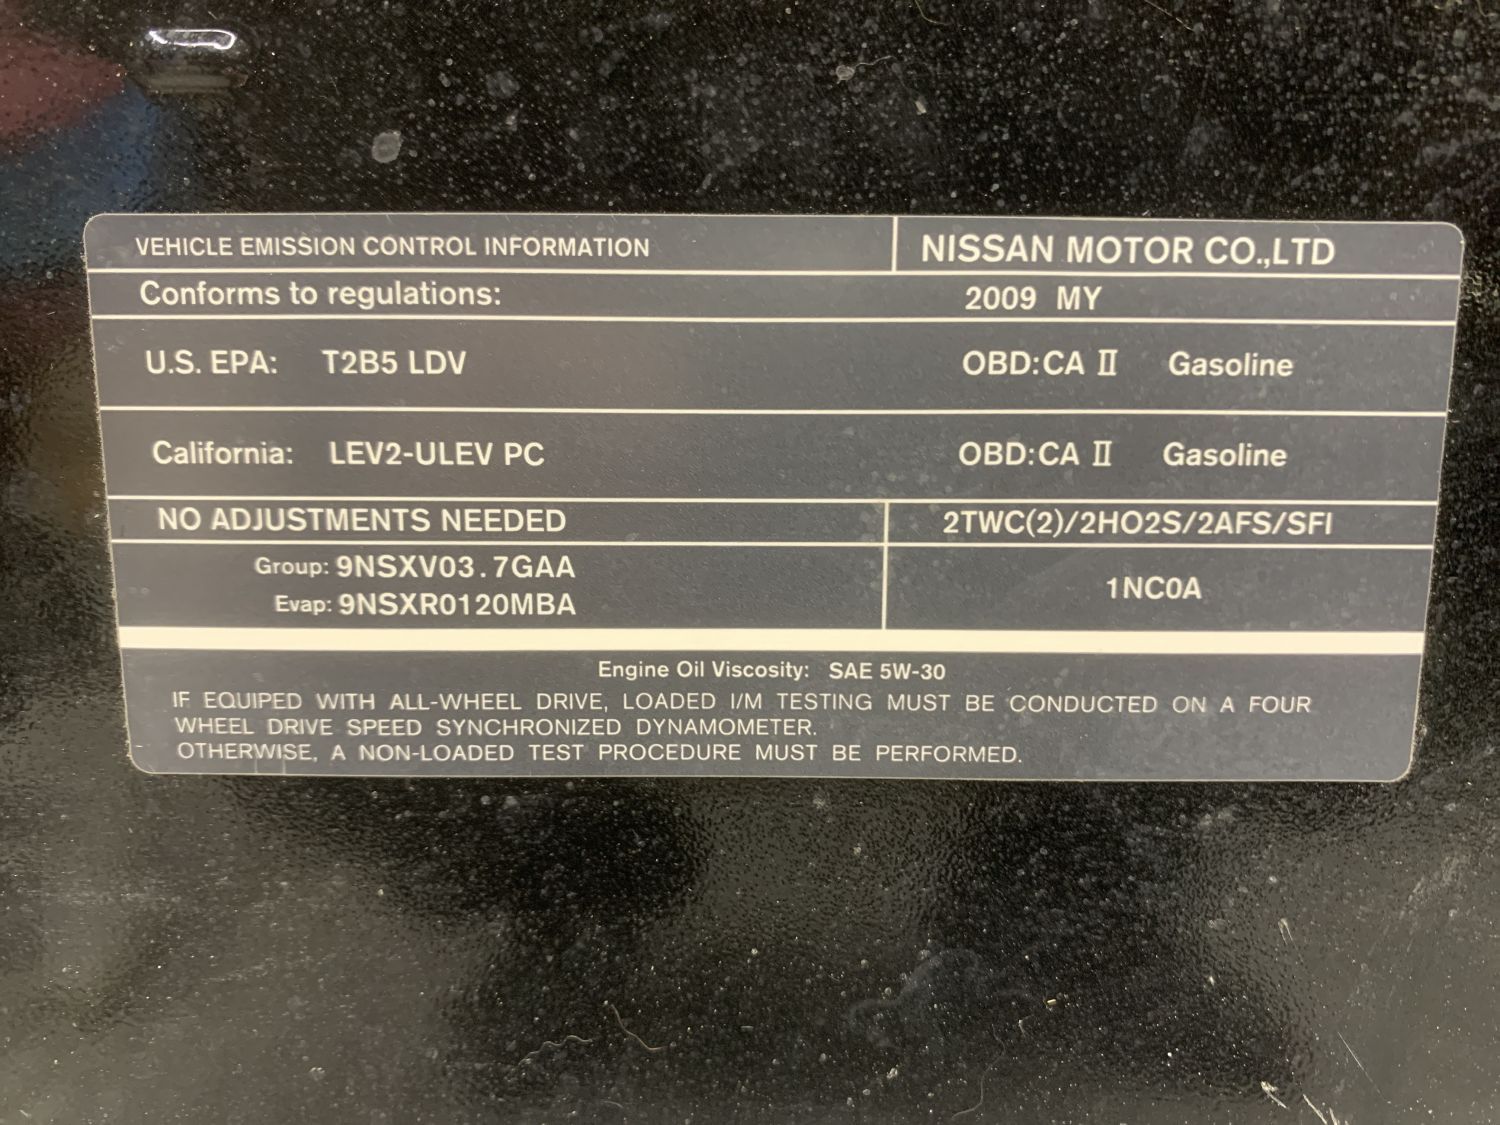 VEHICLE EMISSION CONTROL INFORMATION NISSAN MOTOR CO.,LTD
Conforms to regulations: 2009 MY
U.S. EPA: T2B5 LDV OBD:CA II Gasoline
California: LEV2-ULEV PC OBD:CA II Gasoline
NO ADJUSTMENTS NEEDED 2TWC(2)/2HO2S/2AFS/SFI
Group: 9NSXV03.7GAA
Evap: 9NSXR0120MBA
1NC0A
Engine Oil Viscosity: SAE 5W-30
IF EQUIPED WITH ALL-WHEEL DRIVE, LOADED I/M TESTING MUST BE CONDUCTED ON A FOUR
WHEEL DRIVE SPEED SYNCHRONIZED DYNAMOMETER.
OTHERWISE, A NON-LOADED TEST PROCEDURE MUST BE PERFORMED.